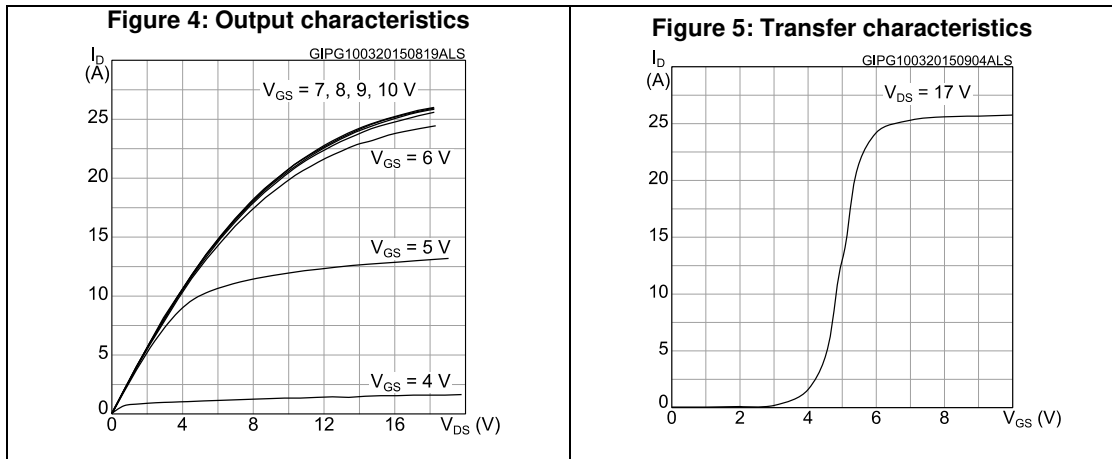 Figure 4: Output characteristics
GIPG100320150819ALS
I_D
(A)
V_GS = 7, 8, 9, 10 V
25
V_GS = 6 V
20
15
V_GS = 5 V
10
5
V_GS = 4 V
0
0 4 8 12 16 V_DS (V)
Figure 5: Transfer characteristics
GIPG100320150904ALS
I_D
(A)
V_DS = 17 V
25
20
15
10
5
0
0 2 4 6 8 V_GS (V)